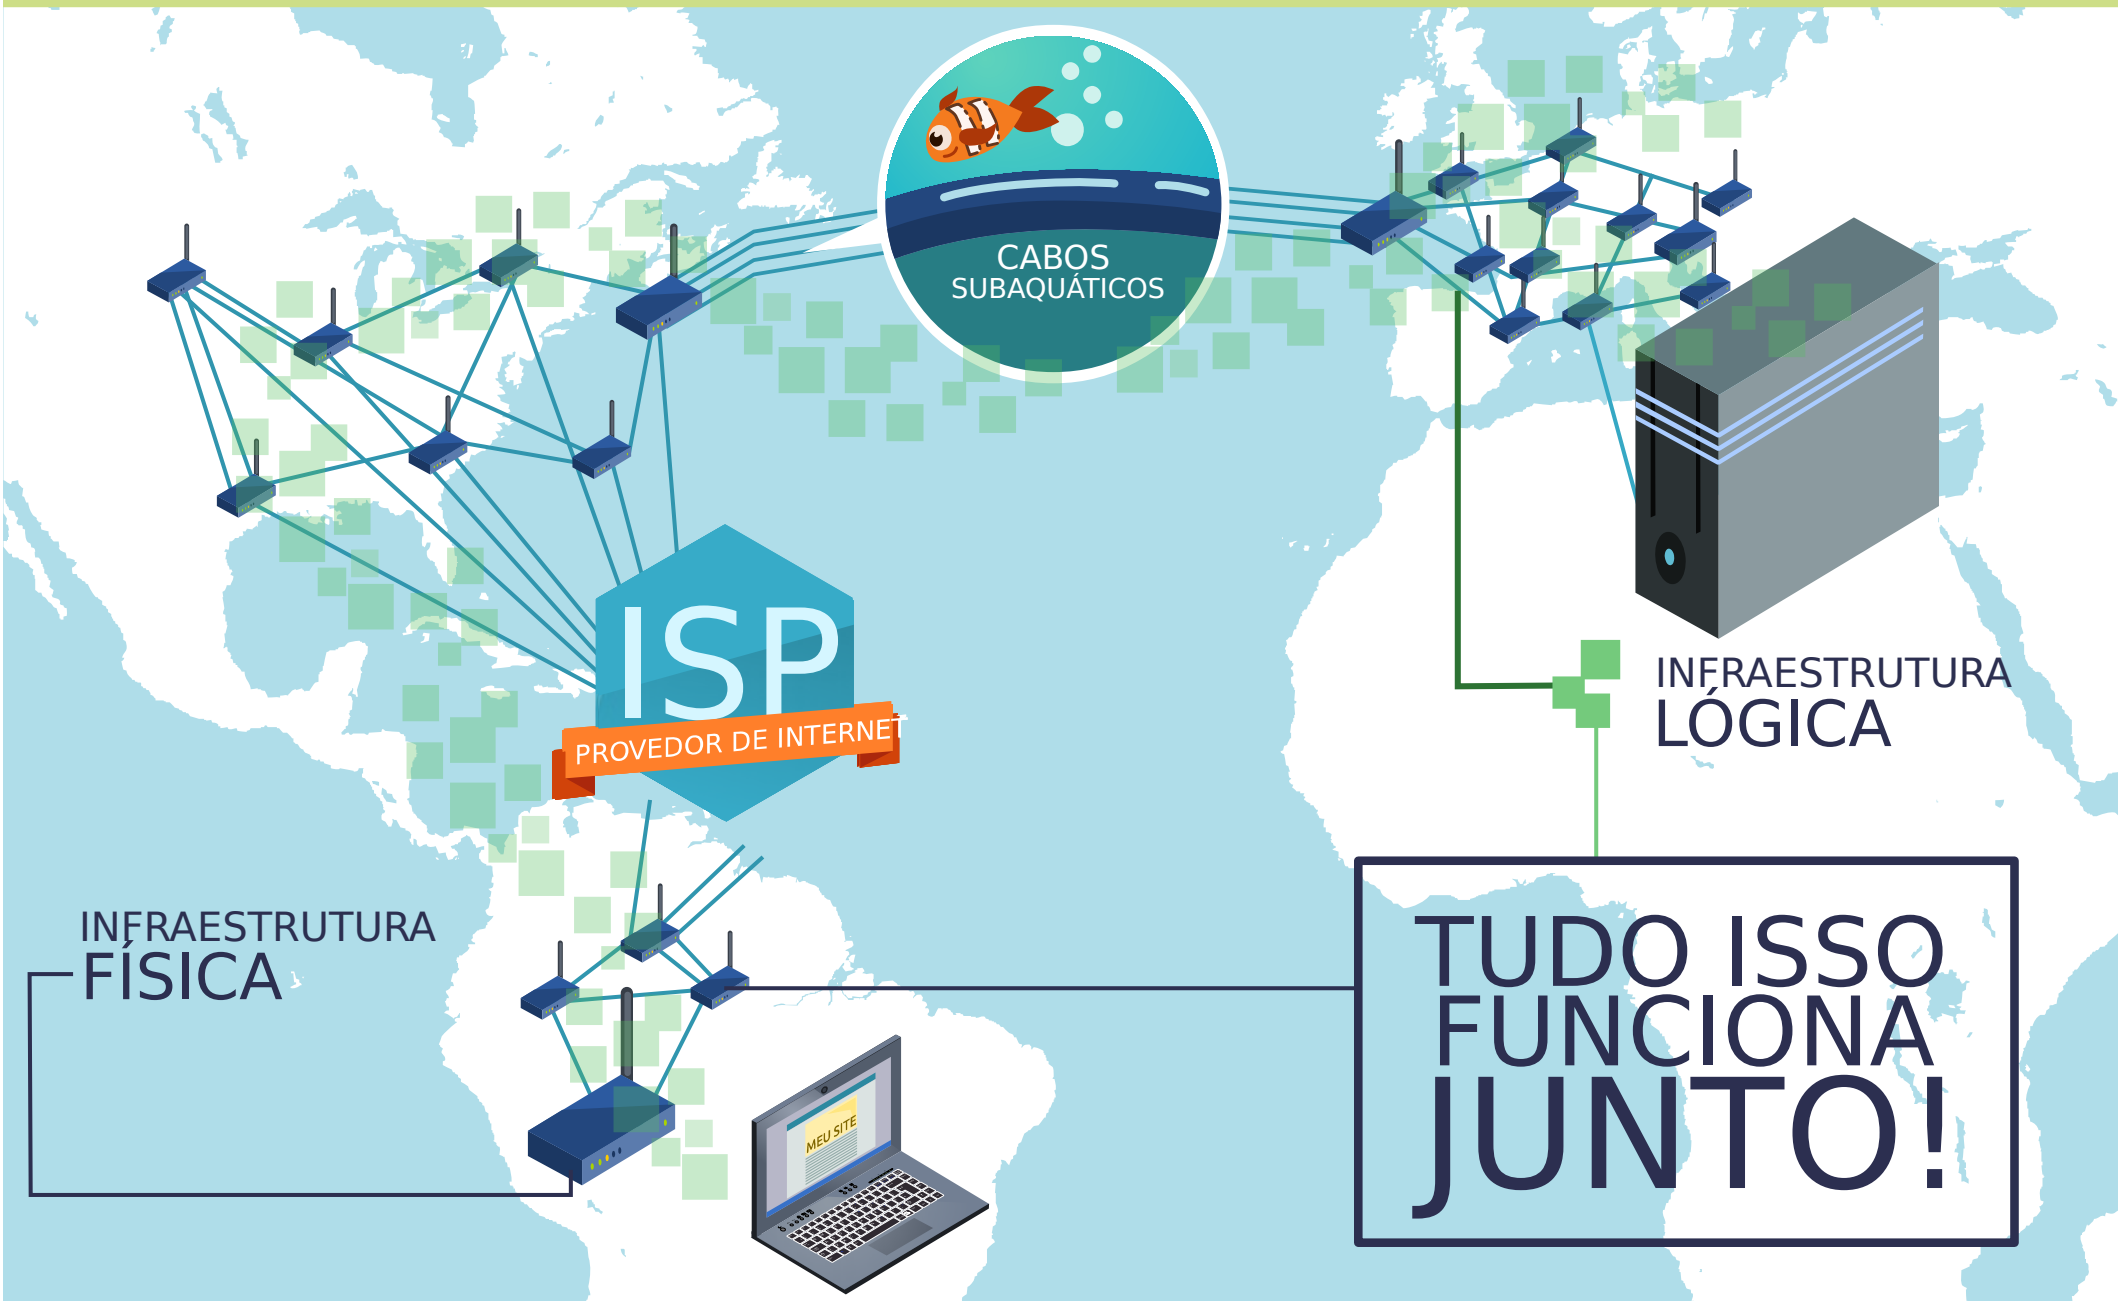 CABOS
SUBAQUÁTICOS
ISP
PROVEDOR DE INTERNET
INFRAESTRUTURA
LÓGICA
INFRAESTRUTURA
FÍSICA
MEU SITE
TUDO ISSO
FUNCIONA
JUNTO!